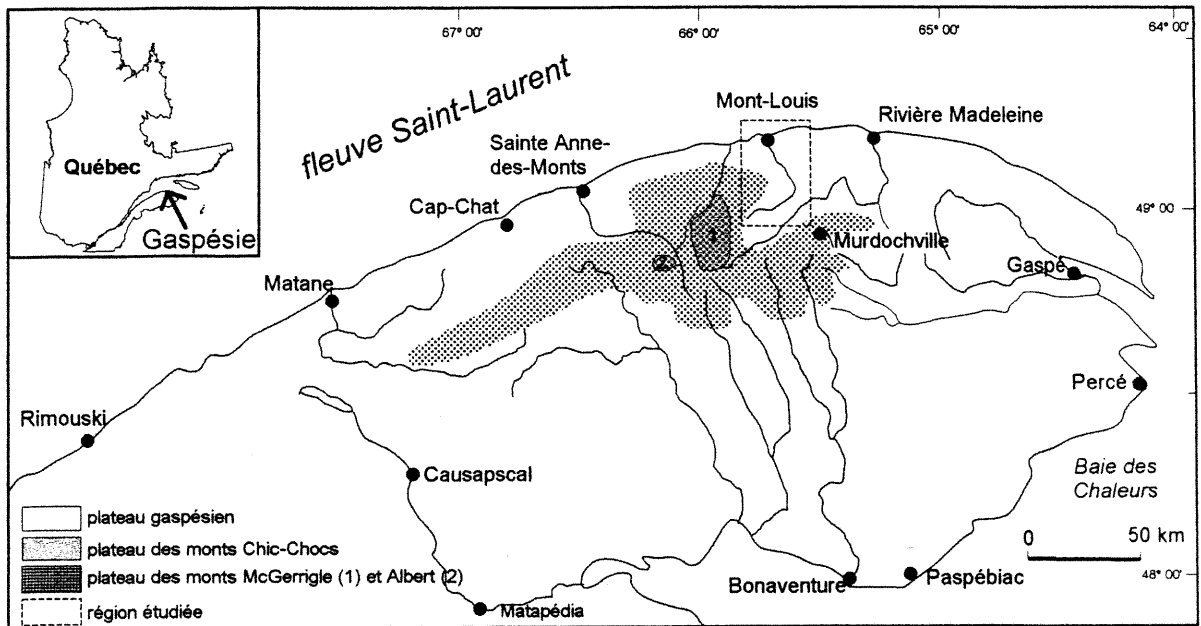 67° 00'
66° 00'
65° 00'
64° 00'
Québec
Gaspésie
fleuve Saint-Laurent
Mont-Louis
Rivière Madeleine
Sainte Anne-
des-Monts
Cap-Chat
49° 00'
1
Murdochville
2
Gaspé
Matane
Percé
Rimouski
Causapscal
Baie des
Chaleurs
plateau gaspésien
plateau des monts Chic-Chocs
plateau des monts McGerrigle (1) et Albert (2)
région étudiée
0 50 km
Bonaventure
Paspébiac
48° 00'
Matapédia